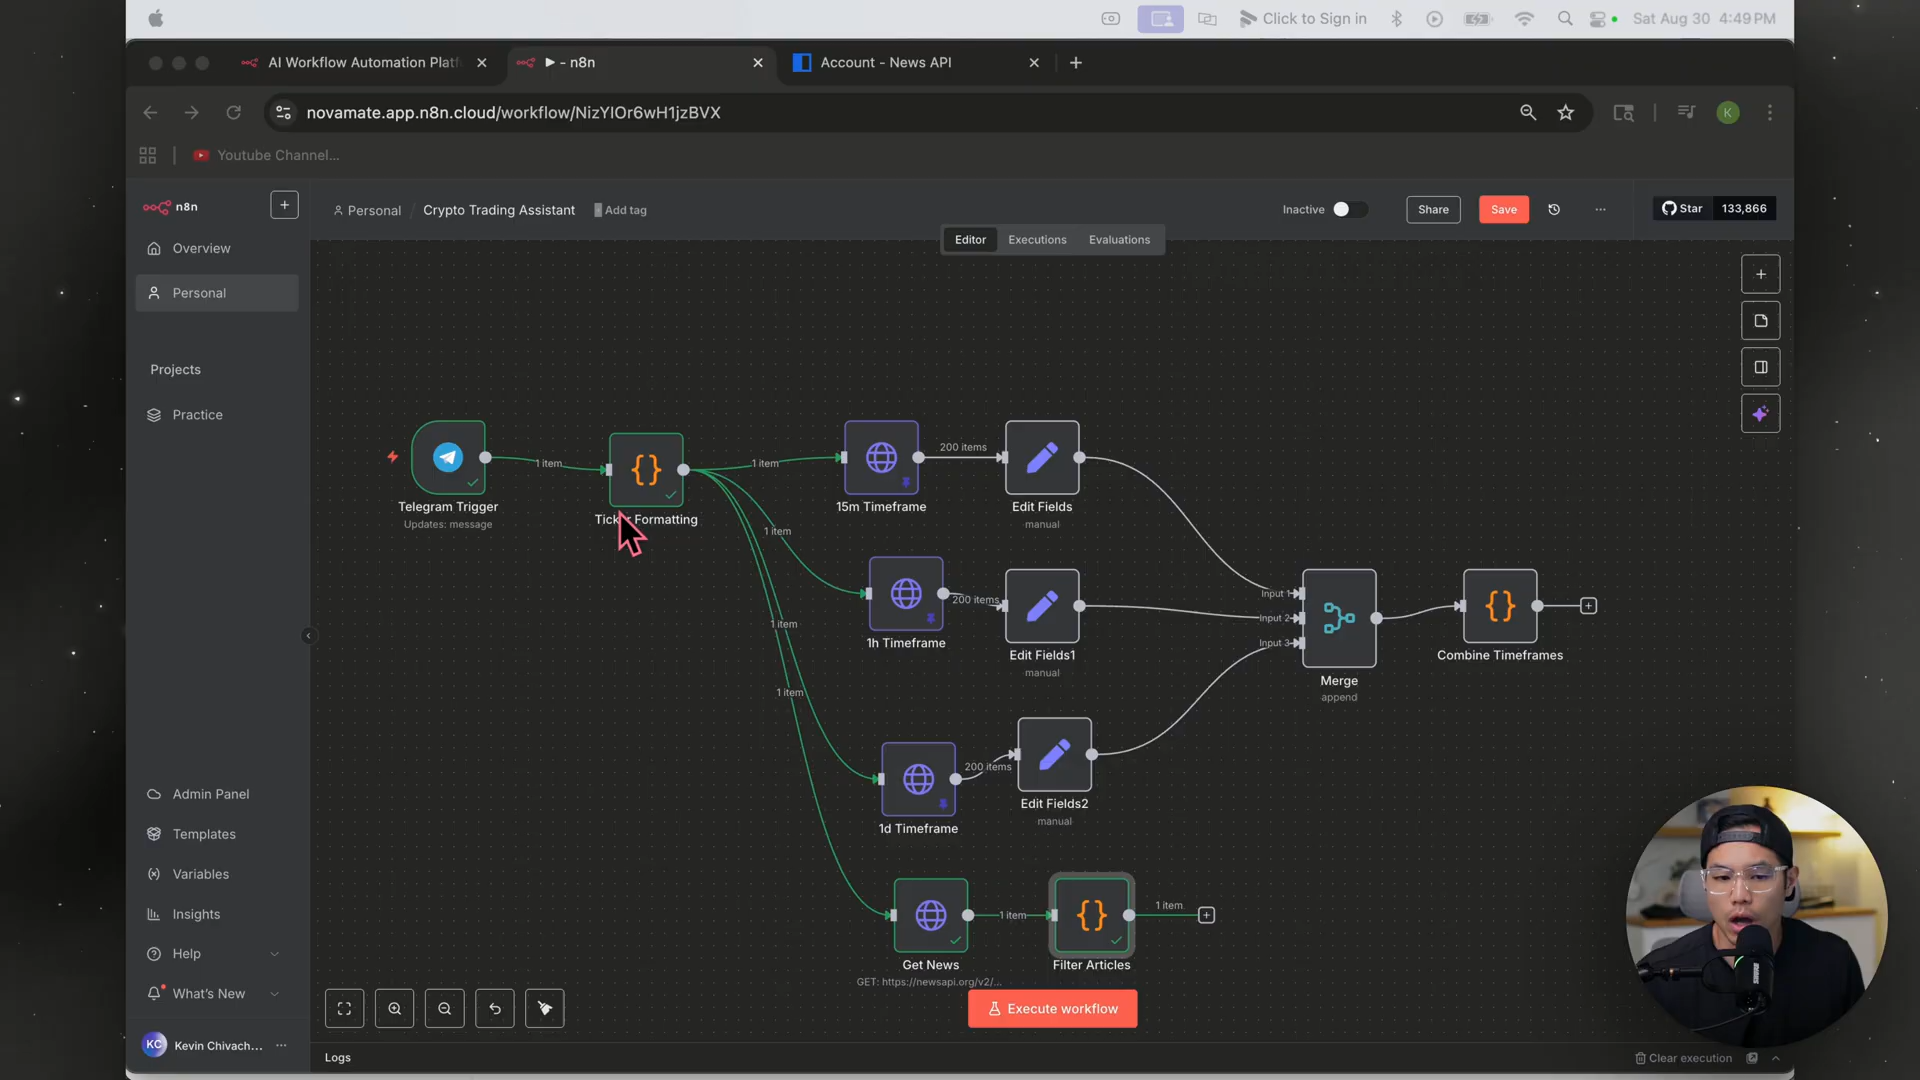 Click to Sign in
Sat Aug 30 4:49 PM
AI Workflow Automation Platf
▶ - n8n
Account - News API
novamate.app.n8n.cloud/workflow/NizYIOr6wH1jzBVX
K
Youtube Channel...
n8n
Personal / Crypto Trading Assistant
Add tag
Inactive
Share
Save
Star 133,866
Editor
Executions
Evaluations
Overview
Personal
Projects
Practice
Admin Panel
Templates
Variables
Insights
Help
What's New
KC
Kevin Chivach...
Telegram Trigger
Updates: message
1 item
{}
Ticker Formatting
1 item
15m Timeframe
200 items
Edit Fields
manual
1 item
1h Timeframe
200 items
Edit Fields1
manual
1 item
Input 1
Input 2
Input 3
Merge
append
{}
Combine Timeframes
1 item
1d Timeframe
200 items
Edit Fields2
manual
Get News
GET: https://newsapi.org/v2/...
1 item
{}
Filter Articles
1 item
Execute workflow
Logs
Clear execution